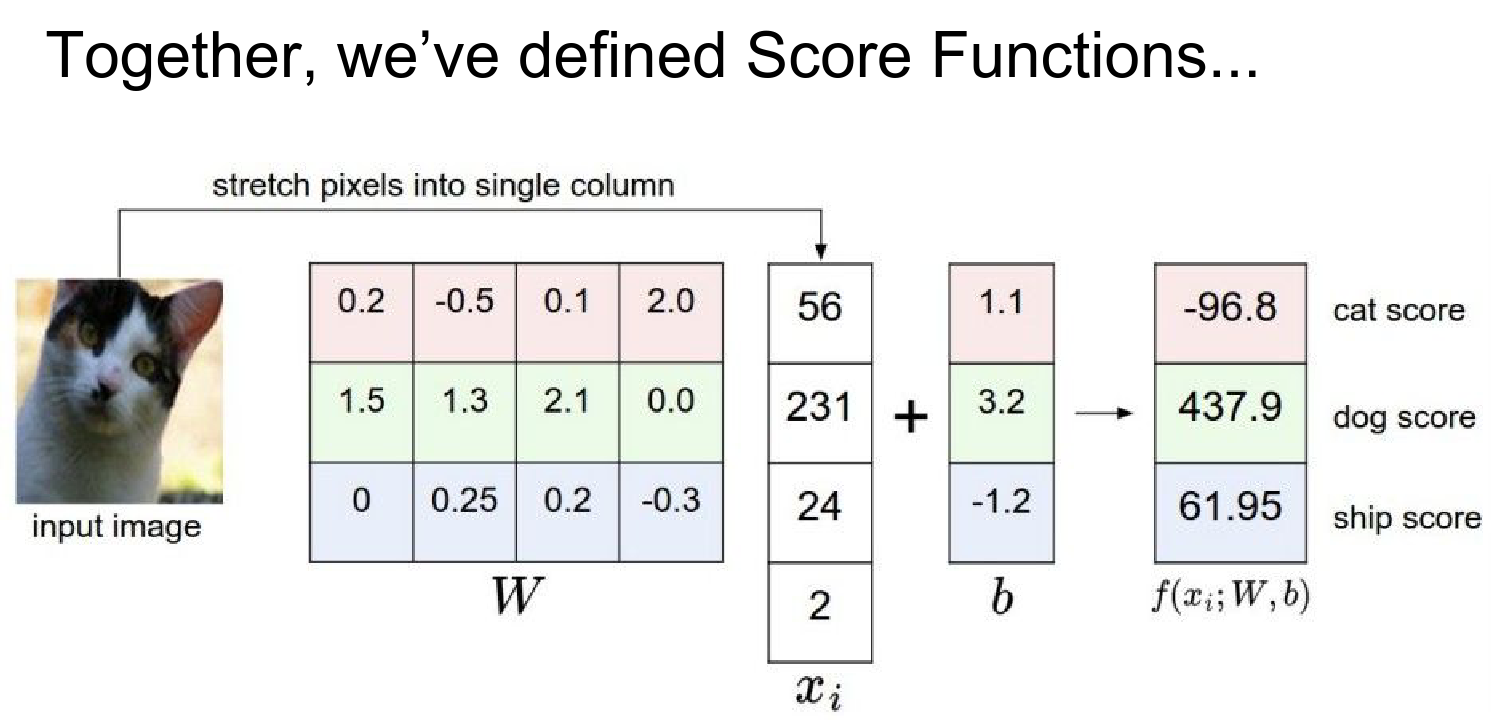 Together, we’ve defined Score Functions...
stretch pixels into single column
input image
0.2 -0.5 0.1 2.0
1.5 1.3 2.1 0.0
0 0.25 0.2 -0.3
W
56
231
24
2
xᵢ
+
1.1
3.2
-1.2
b
-96.8 cat score
437.9 dog score
61.95 ship score
f(xᵢ; W, b)